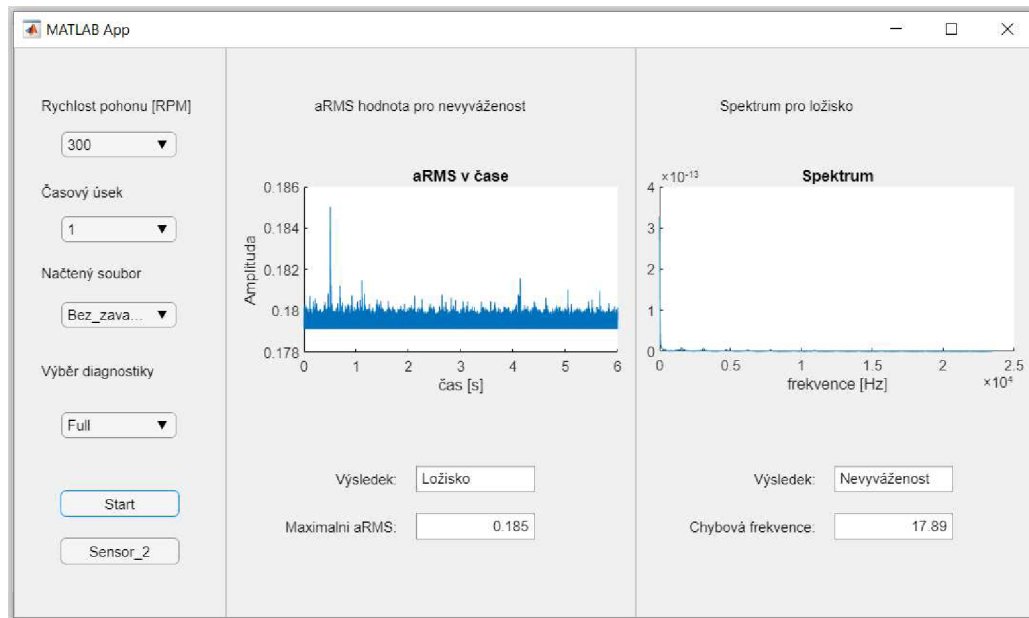 MATLAB App
Rychlost pohonu [RPM]
300
Časový úsek
1
Načtený soubor
Bez_zava...
Výběr diagnostiky
Full
Start
Sensor_2
aRMS hodnota pro nevyváženost
aRMS v čase
0.186
0.184
0.182
0.18
0.178
Amplituda
0 1 2 3 4 5 6
čas [s]
Výsledek: Ložisko
Maximalni aRMS: 0.185
Spektrum pro ložisko
×10⁻¹³
Spektrum
4
3
2
1
0
0 0.5 1 1.5 2 2.5
frekvence [Hz]
×10⁴
Výsledek: Nevyváženost
Chybová frekvence: 17.89